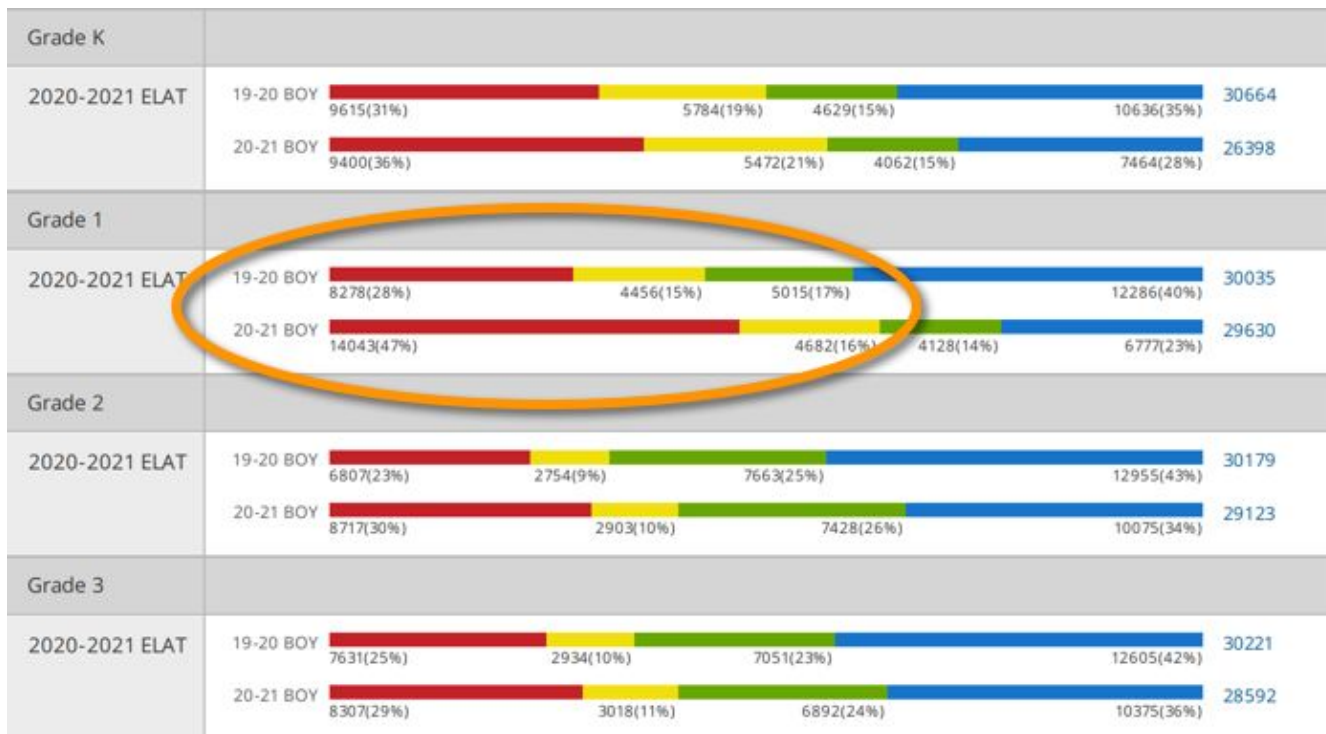 Grade K
2020-2021 ELAT
19-20 BOY 30664
9615(31%) 5784(19%) 4629(15%) 10636(35%)
20-21 BOY 26398
9400(36%) 5472(21%) 4062(15%) 7464(28%)
Grade 1
2020-2021 ELAT
19-20 BOY 30035
8278(28%) 4456(15%) 5015(17%) 12286(40%)
20-21 BOY 29630
14043(47%) 4682(16%) 4128(14%) 6777(23%)
Grade 2
2020-2021 ELAT
19-20 BOY 30179
6807(23%) 2754(9%) 7663(25%) 12955(43%)
20-21 BOY 29123
8717(30%) 2903(10%) 7428(26%) 10075(34%)
Grade 3
2020-2021 ELAT
19-20 BOY 30221
7631(25%) 2934(10%) 7051(23%) 12605(42%)
20-21 BOY 28592
8307(29%) 3018(11%) 6892(24%) 10375(36%)